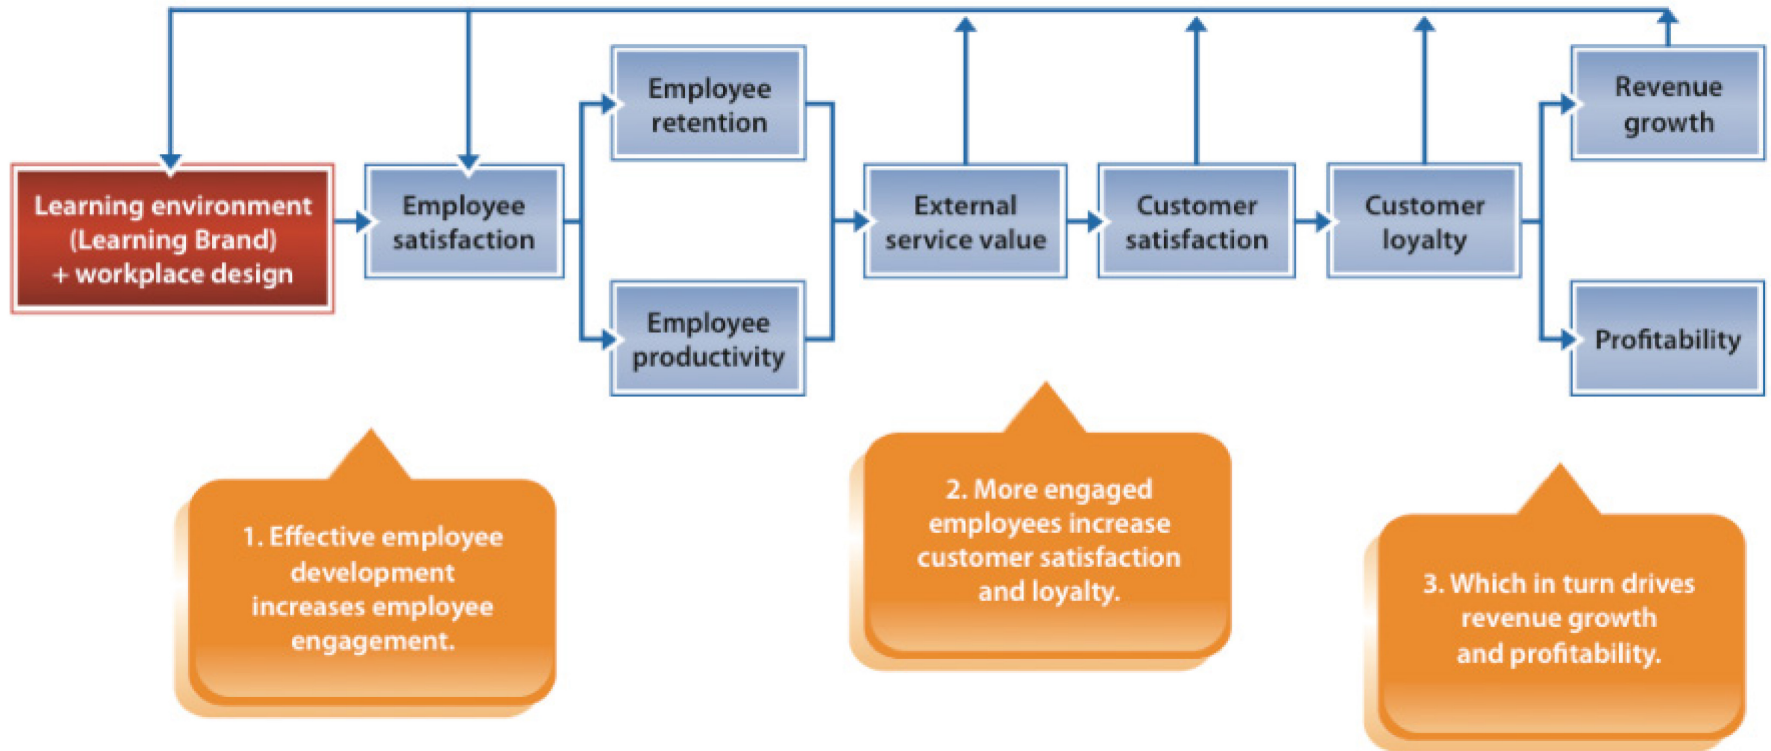 Employee
retention
Revenue
growth
Learning environment
(Learning Brand)
+ workplace design
Employee
satisfaction
External
service value
Customer
satisfaction
Customer
loyalty
Employee
productivity
Profitability
1. Effective employee
development
increases employee
engagement.
2. More engaged
employees increase
customer satisfaction
and loyalty.
3. Which in turn drives
revenue growth
and profitability.